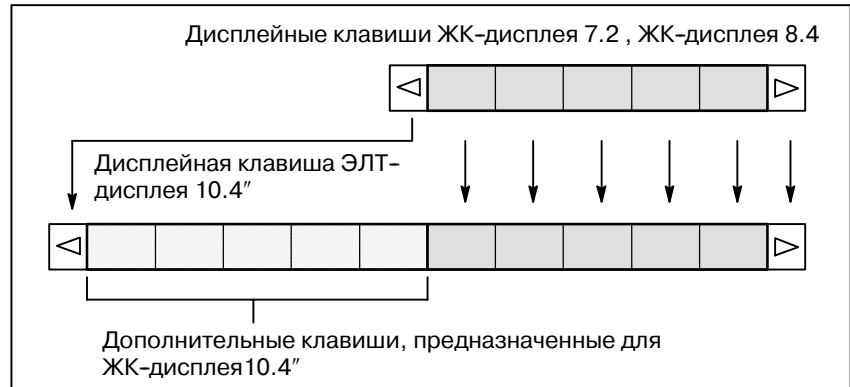 Дисплейные клавиши ЖК-дисплея 7.2 , ЖК-дисплея 8.4
Дисплейная клавиша ЭЛТ-
дисплея 10.4″
Дополнительные клавиши, предназначенные для
ЖК-дисплея10.4″